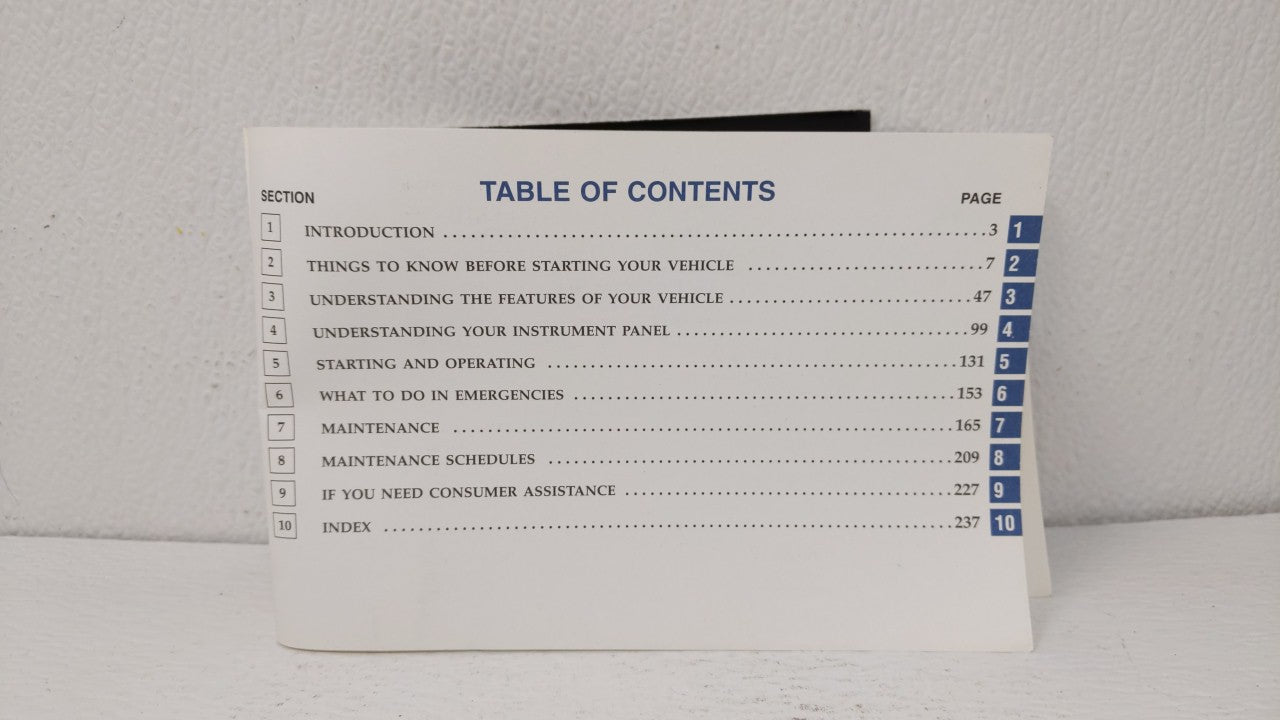 TABLE OF CONTENTS
SECTION PAGE
1 INTRODUCTION ........................................................................ 3 1
2 THINGS TO KNOW BEFORE STARTING YOUR VEHICLE ................................ 7 2
3 UNDERSTANDING THE FEATURES OF YOUR VEHICLE ................................ 47 3
4 UNDERSTANDING YOUR INSTRUMENT PANEL ...................................... 99 4
5 STARTING AND OPERATING ...................................................... 131 5
6 WHAT TO DO IN EMERGENCIES .................................................. 153 6
7 MAINTENANCE .................................................................. 165 7
8 MAINTENANCE SCHEDULES ...................................................... 209 8
9 IF YOU NEED CONSUMER ASSISTANCE ............................................ 227 9
10 INDEX ........................................................................ 237 10